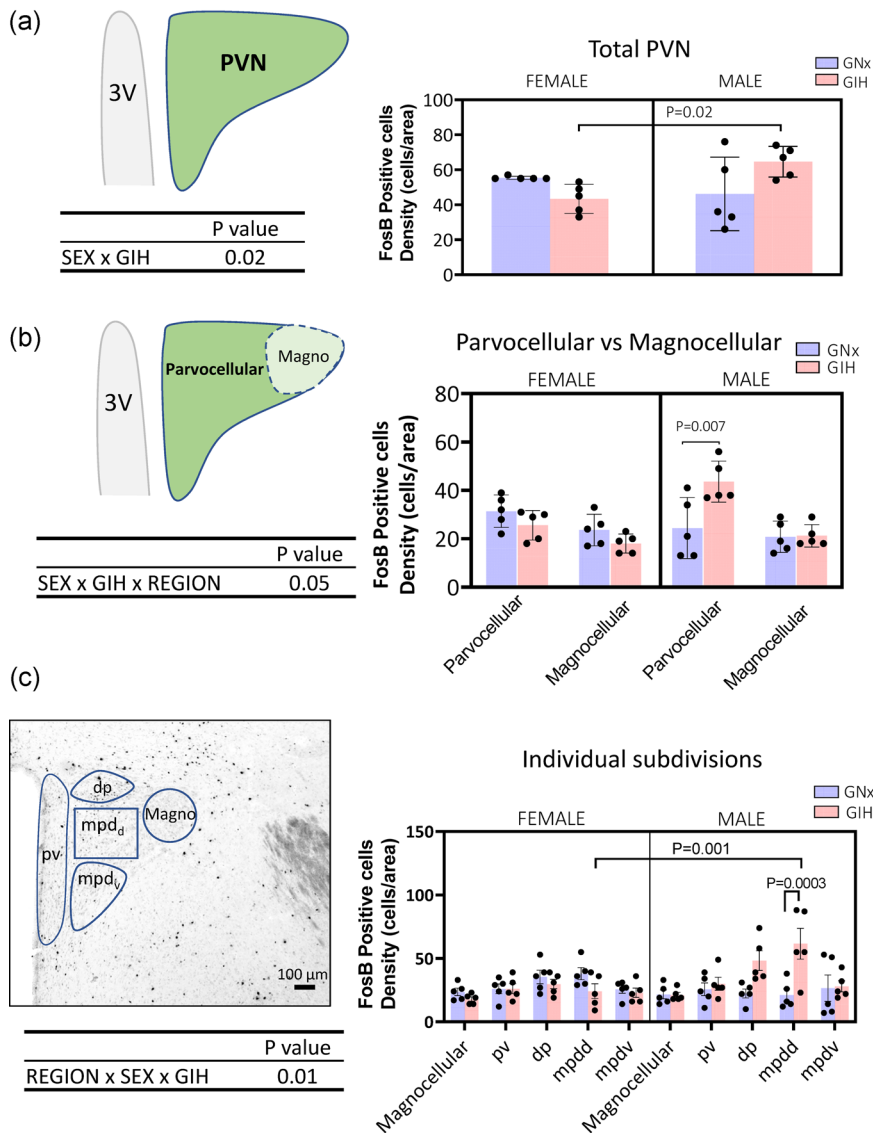 (a)
3V
PVN
P value
SEX x GIH 0.02
Total PVN
GNx
GIH
FEMALE MALE
P=0.02
FosB Positive cells
Density (cells/area)
100
80
60
40
20
0
(b)
3V
Parvocellular
Magno
P value
SEX x GIH x REGION 0.05
Parvocellular vs Magnocellular
GNx
GIH
FEMALE MALE
P=0.007
FosB Positive cells
Density (cells/area)
80
60
40
20
0
Parvocellular Magnocellular Parvocellular Magnocellular
(c)
dp
Magno
mpdd
pv
mpdv
100 µm
P value
REGION x SEX x GIH 0.01
Individual subdivisions
GNx
GIH
FEMALE MALE
P=0.001
P=0.0003
FosB Positive cells
Density (cells/area)
150
100
50
0
Magnocellular pv dp mpdd mpdv Magnocellular pv dp mpdd mpdv